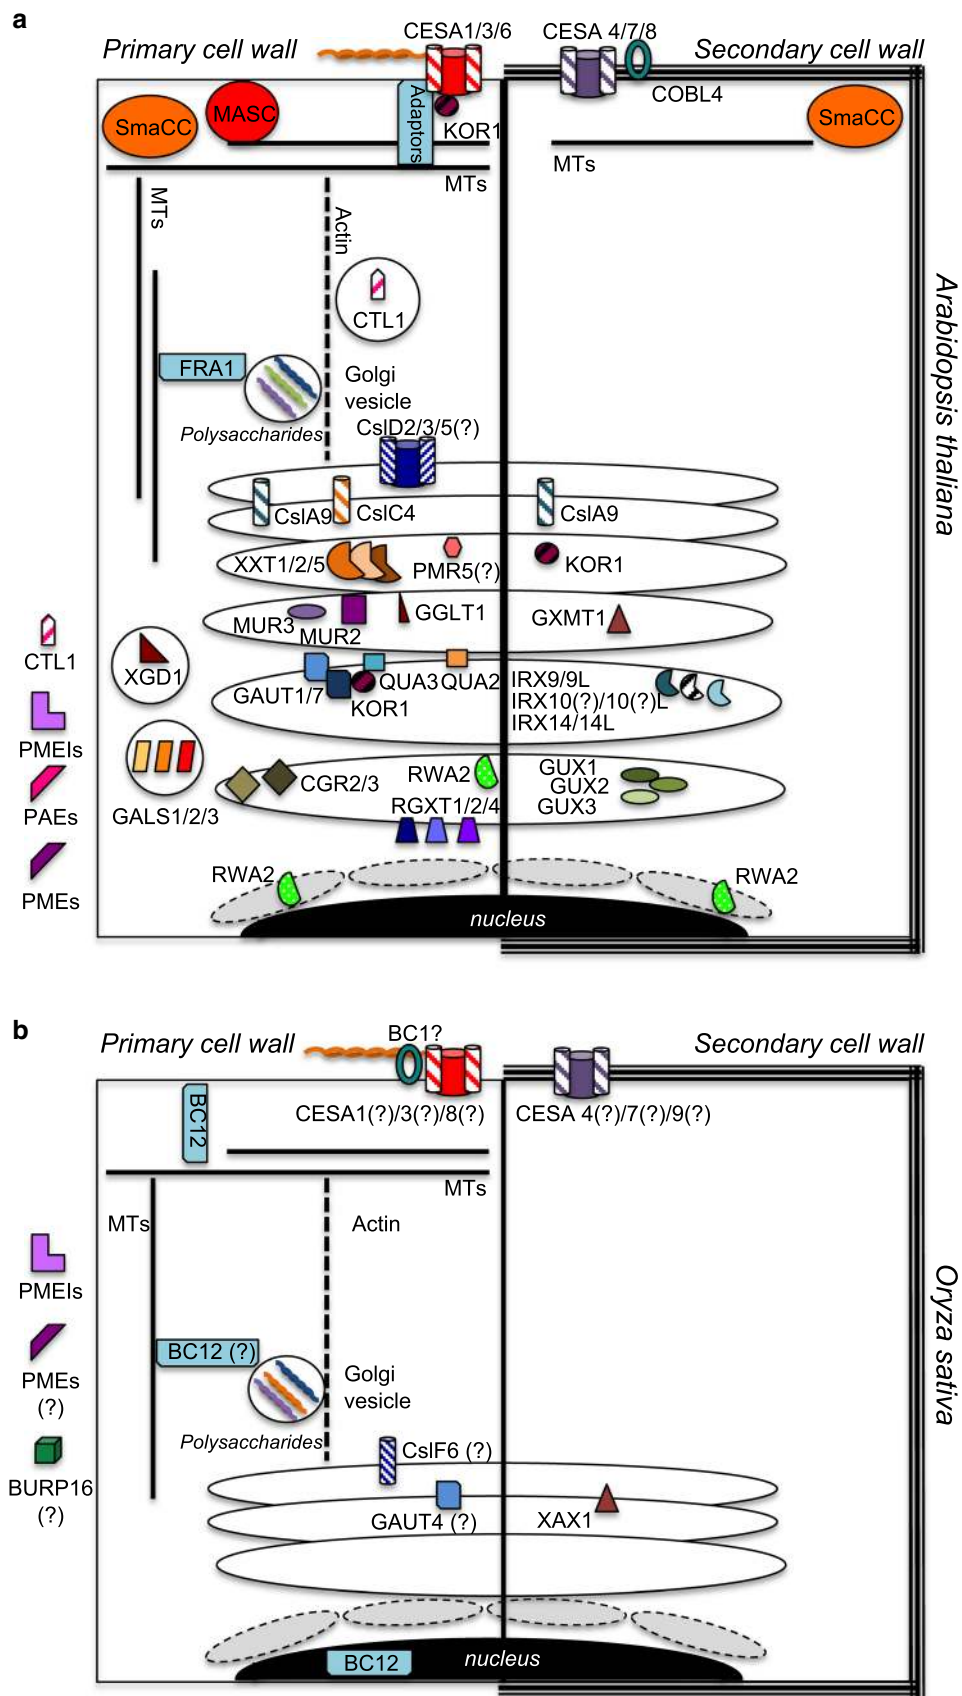 a
Primary cell wall
CESA1/3/6
CESA 4/7/8
Secondary cell wall
COBL4
SmaCC
MASC
Adaptors
KOR1
SmaCC
MTs
MTs
MTs
Actin
CTL1
FRA1
Golgi
vesicle
Polysaccharides
CslD2/3/5(?)
CslA9
CslC4
CslA9
XXT1/2/5
PMR5(?)
KOR1
MUR3
MUR2
GGLT1
GXMT1
CTL1
XGD1
GAUT1/7
KOR1
QUA3
QUA2
IRX9/9L
IRX10(?)/10(?)L
IRX14/14L
PMEIs
GALS1/2/3
CGR2/3
RWA2
RGXT1/2/4
GUX1
GUX2
GUX3
PAEs
PMEs
RWA2
RWA2
nucleus
Arabidopsis thaliana
b
Primary cell wall
BC1?
Secondary cell wall
CESA1(?)/3(?)/8(?)
CESA 4(?)/7(?)/9(?)
BC12
MTs
MTs
Actin
PMEIs
BC12 (?)
Golgi
vesicle
Polysaccharides
PMEs
(?)
CslF6 (?)
BURP16
(?)
GAUT4 (?)
XAX1
BC12
nucleus
Oryza sativa